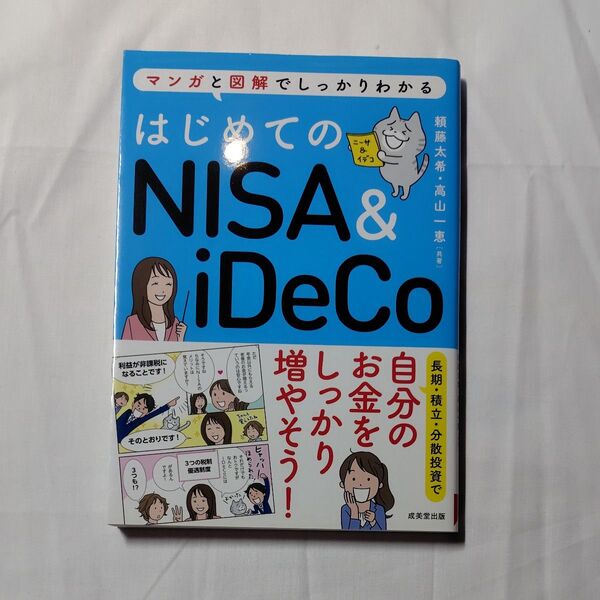 マンガと図解でしっかりわかる
はじめての
NISA&
iDeCo
ニーサ
&
イデコ
頼藤太希・高山一恵[共著]
長期・積立・分散投資で
自分の
お金を
しっかり
増やそう！
利益が非課税に
なることです！
そのとおりです！
3つの税制
優遇制度
3つも!?
成美堂出版